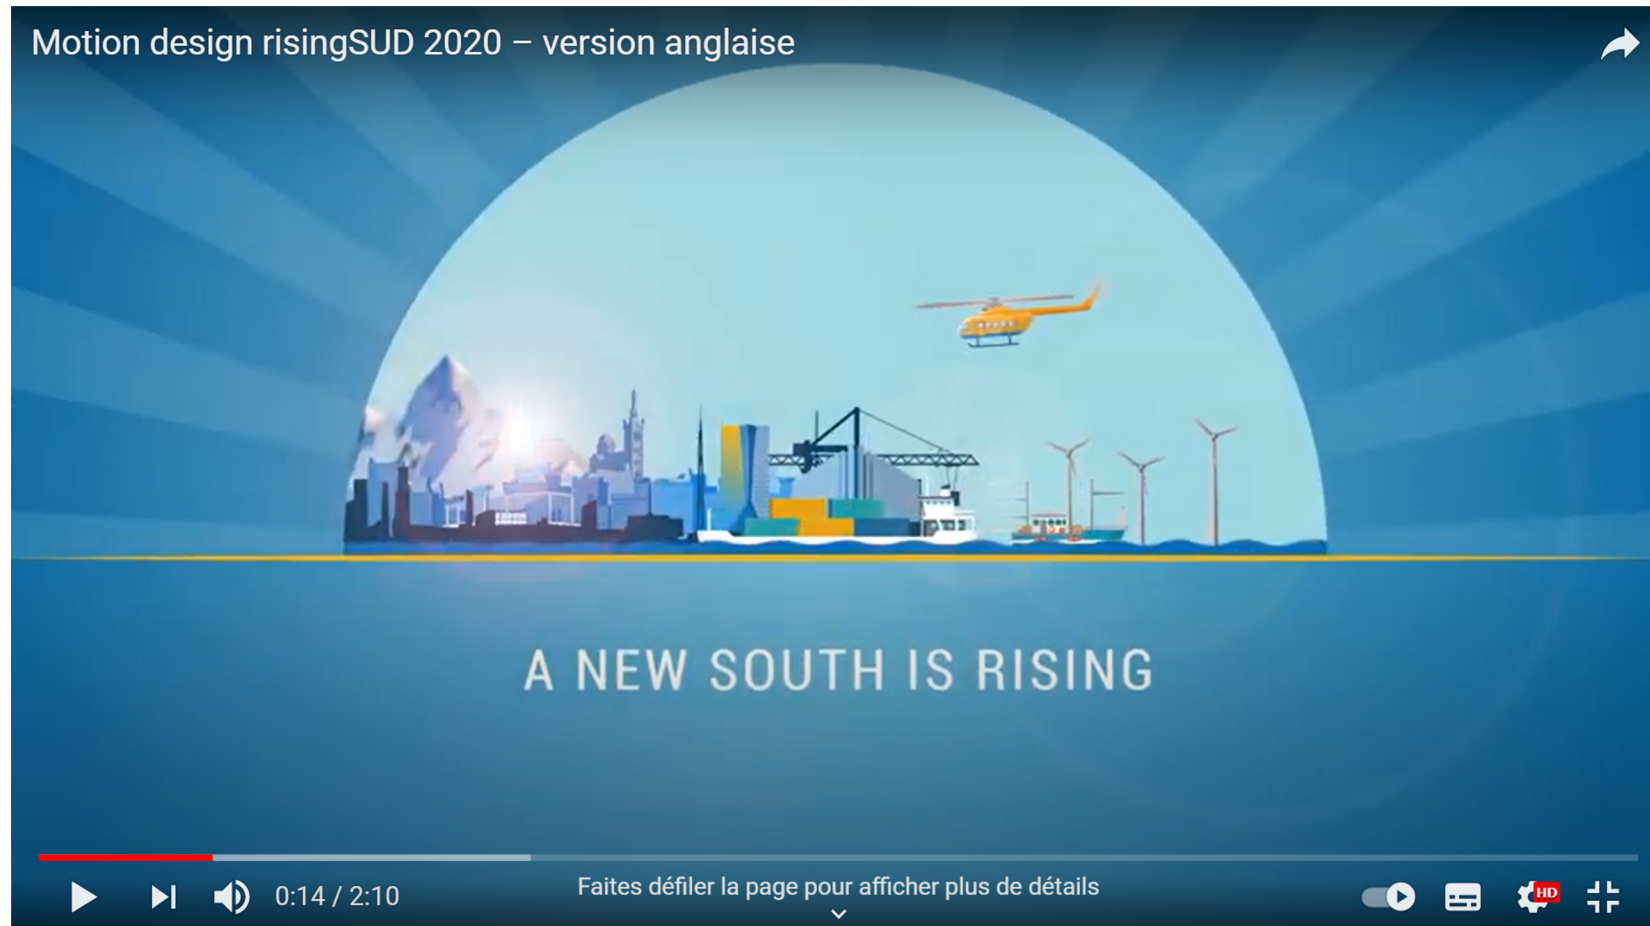 Motion design risingSUD 2020 – version anglaise
A NEW SOUTH IS RISING
Faites défiler la page pour afficher plus de détails
0:14 / 2:10
HD